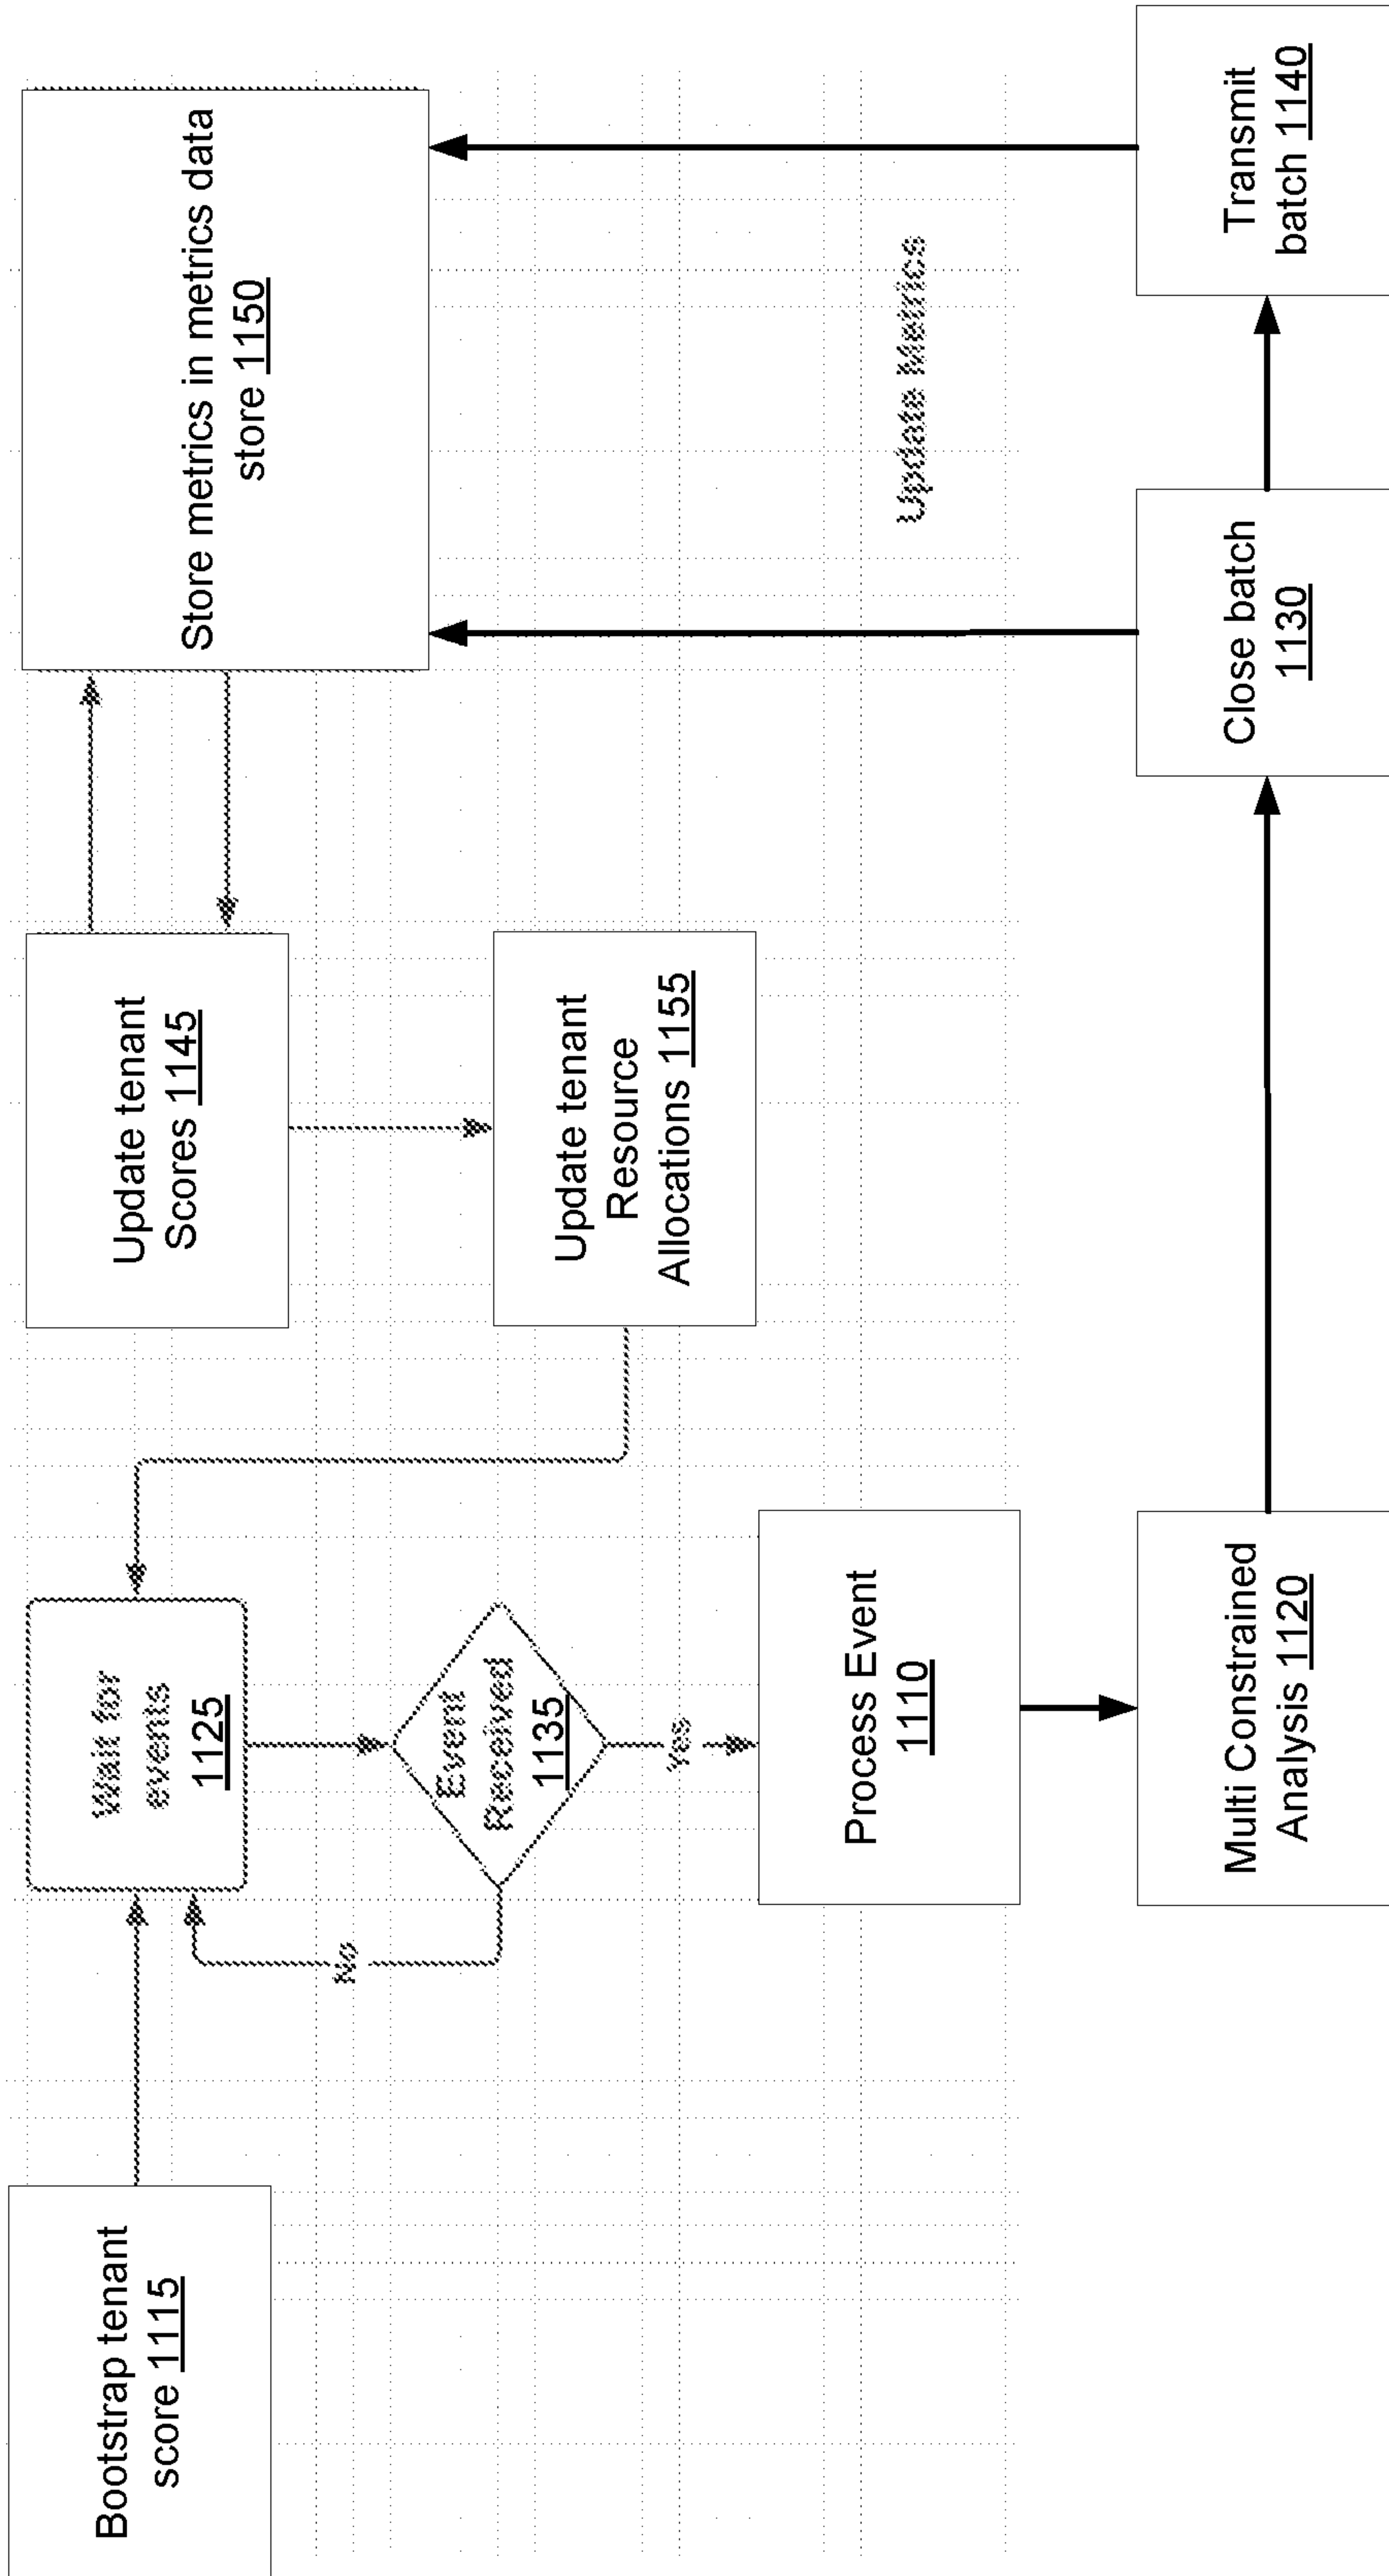 Bootstrap tenant
score 1115
Wait for
events
1125
Update tenant
Scores 1145
Store metrics in metrics data
store 1150
No
Event
Received
1135
Yes
Update tenant
Resource
Allocations 1155
Process Event
1110
Update Metrics
Multi Constrained
Analysis 1120
Close batch
1130
Transmit
batch 1140